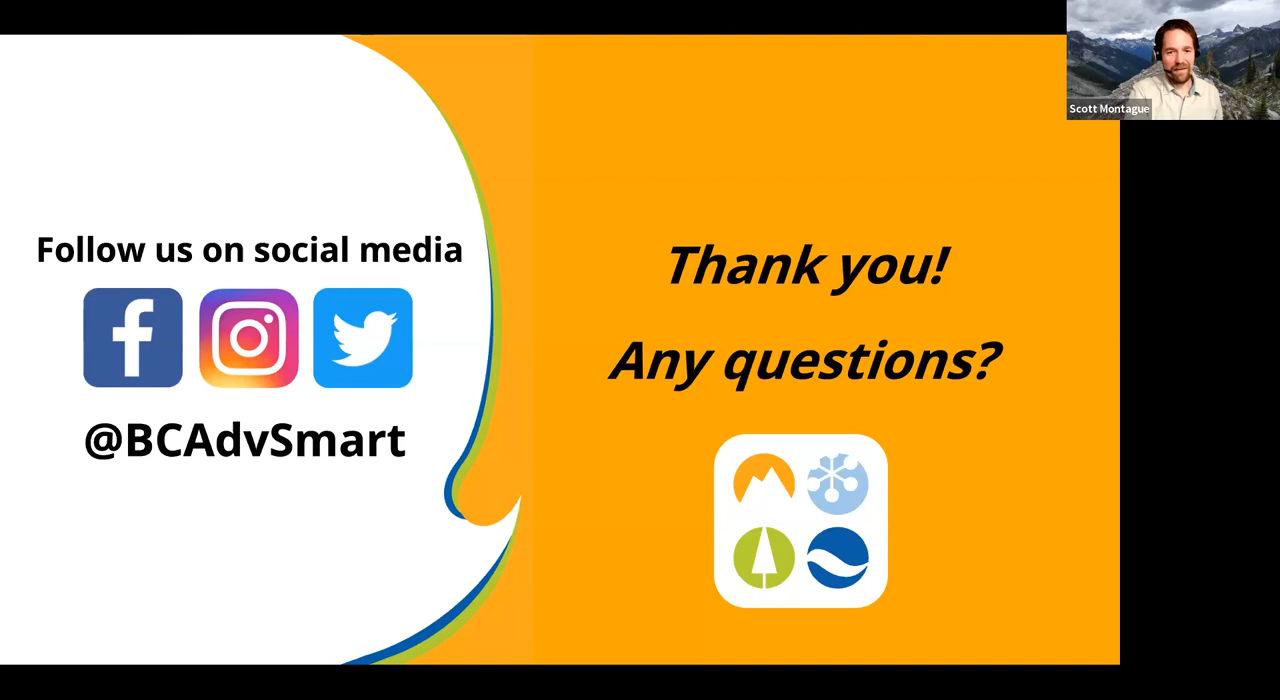 Scott Montague
Follow us on social media
@BCAdvSmart
Thank you!
Any questions?